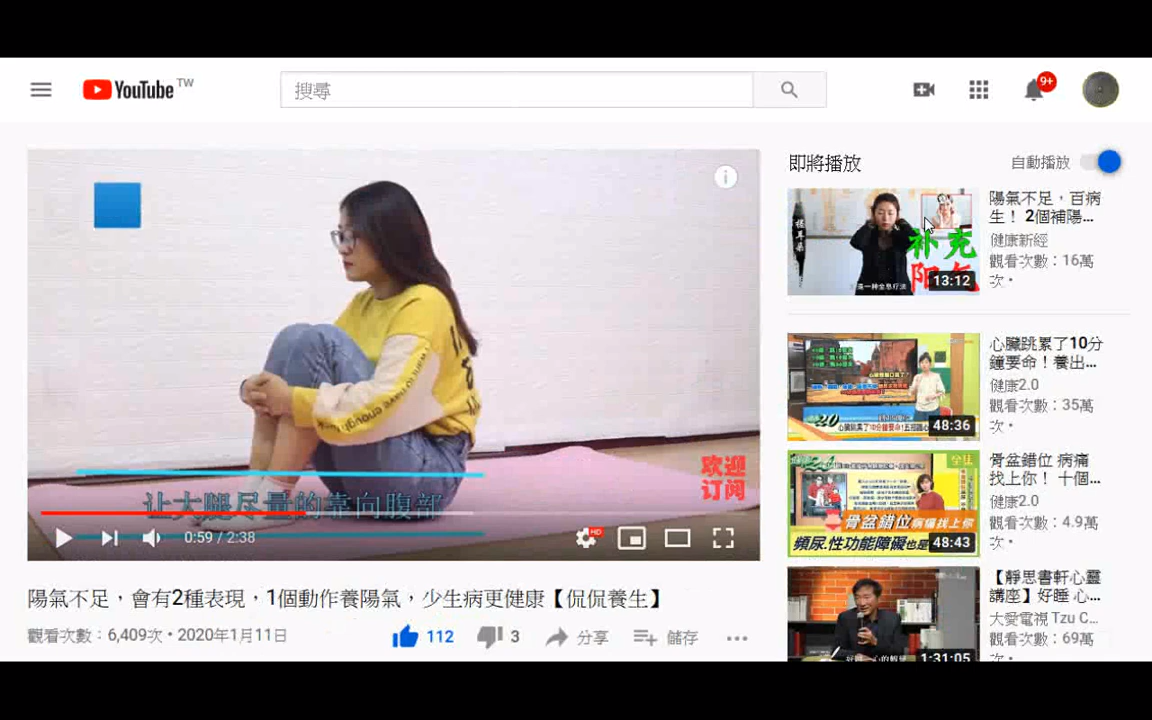 YouTube TW
搜尋
9+
即將播放
自動播放
欢迎
订阅
让大腿尽量的靠向腹部
0:59 / 2:38
HD
陽氣不足，會有2種表現，1個動作養陽氣，少生病更健康【侃侃養生】
觀看次數：6,409次 • 2020年1月11日
112
3
分享
儲存
补充
阳气
13:12
陽氣不足，百病
生！ 2個補陽...
健康新經
觀看次數：16萬
次 •
48:36
心臟跳累了10分
鐘要命！養出...
健康2.0
觀看次數：35萬
次 •
全集
骨盆錯位 病痛找上你
頻尿.性功能障礙也是
48:43
骨盆錯位 病痛
找上你！ 十個...
健康2.0
觀看次數：4.9萬
次 •
1:31:05
【靜思書軒心靈
講座】好睡 心...
大愛電視 Tzu C...
觀看次數：69萬
次 •